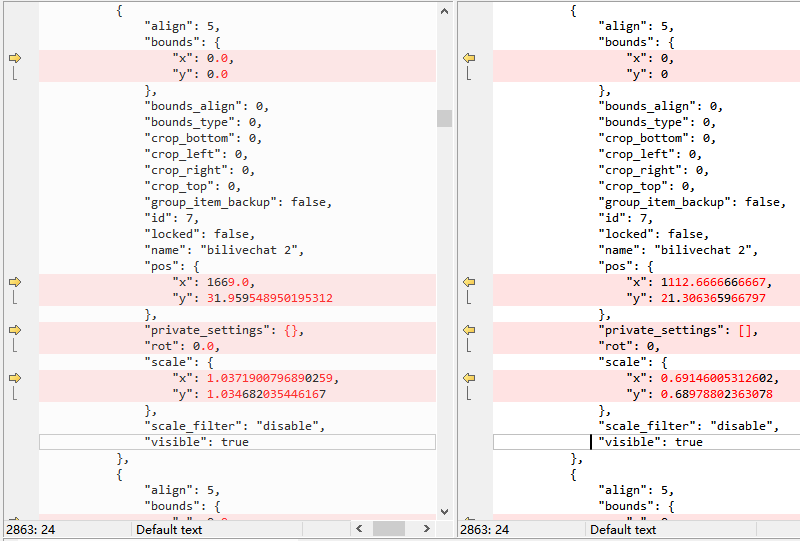 {
"align": 5,
"bounds": {
"x": 0.0,
"y": 0.0
},
"bounds_align": 0,
"bounds_type": 0,
"crop_bottom": 0,
"crop_left": 0,
"crop_right": 0,
"crop_top": 0,
"group_item_backup": false,
"id": 7,
"locked": false,
"name": "bilivechat 2",
"pos": {
"x": 1669.0,
"y": 31.959548950195312
},
"private_settings": {},
"rot": 0.0,
"scale": {
"x": 1.0371900796890259,
"y": 1.034682035446167
},
"scale_filter": "disable",
"visible": true
},
{
"align": 5,
"bounds": {
2863: 24
Default text
{
"align": 5,
"bounds": {
"x": 0,
"y": 0
},
"bounds_align": 0,
"bounds_type": 0,
"crop_bottom": 0,
"crop_left": 0,
"crop_right": 0,
"crop_top": 0,
"group_item_backup": false,
"id": 7,
"locked": false,
"name": "bilivechat 2",
"pos": {
"x": 1112.6666666667,
"y": 21.306365966797
},
"private_settings": [],
"rot": 0,
"scale": {
"x": 0.69146005312602,
"y": 0.68978802363078
},
"scale_filter": "disable",
"visible": true
},
{
"align": 5,
"bounds": {
2863: 24
Default text